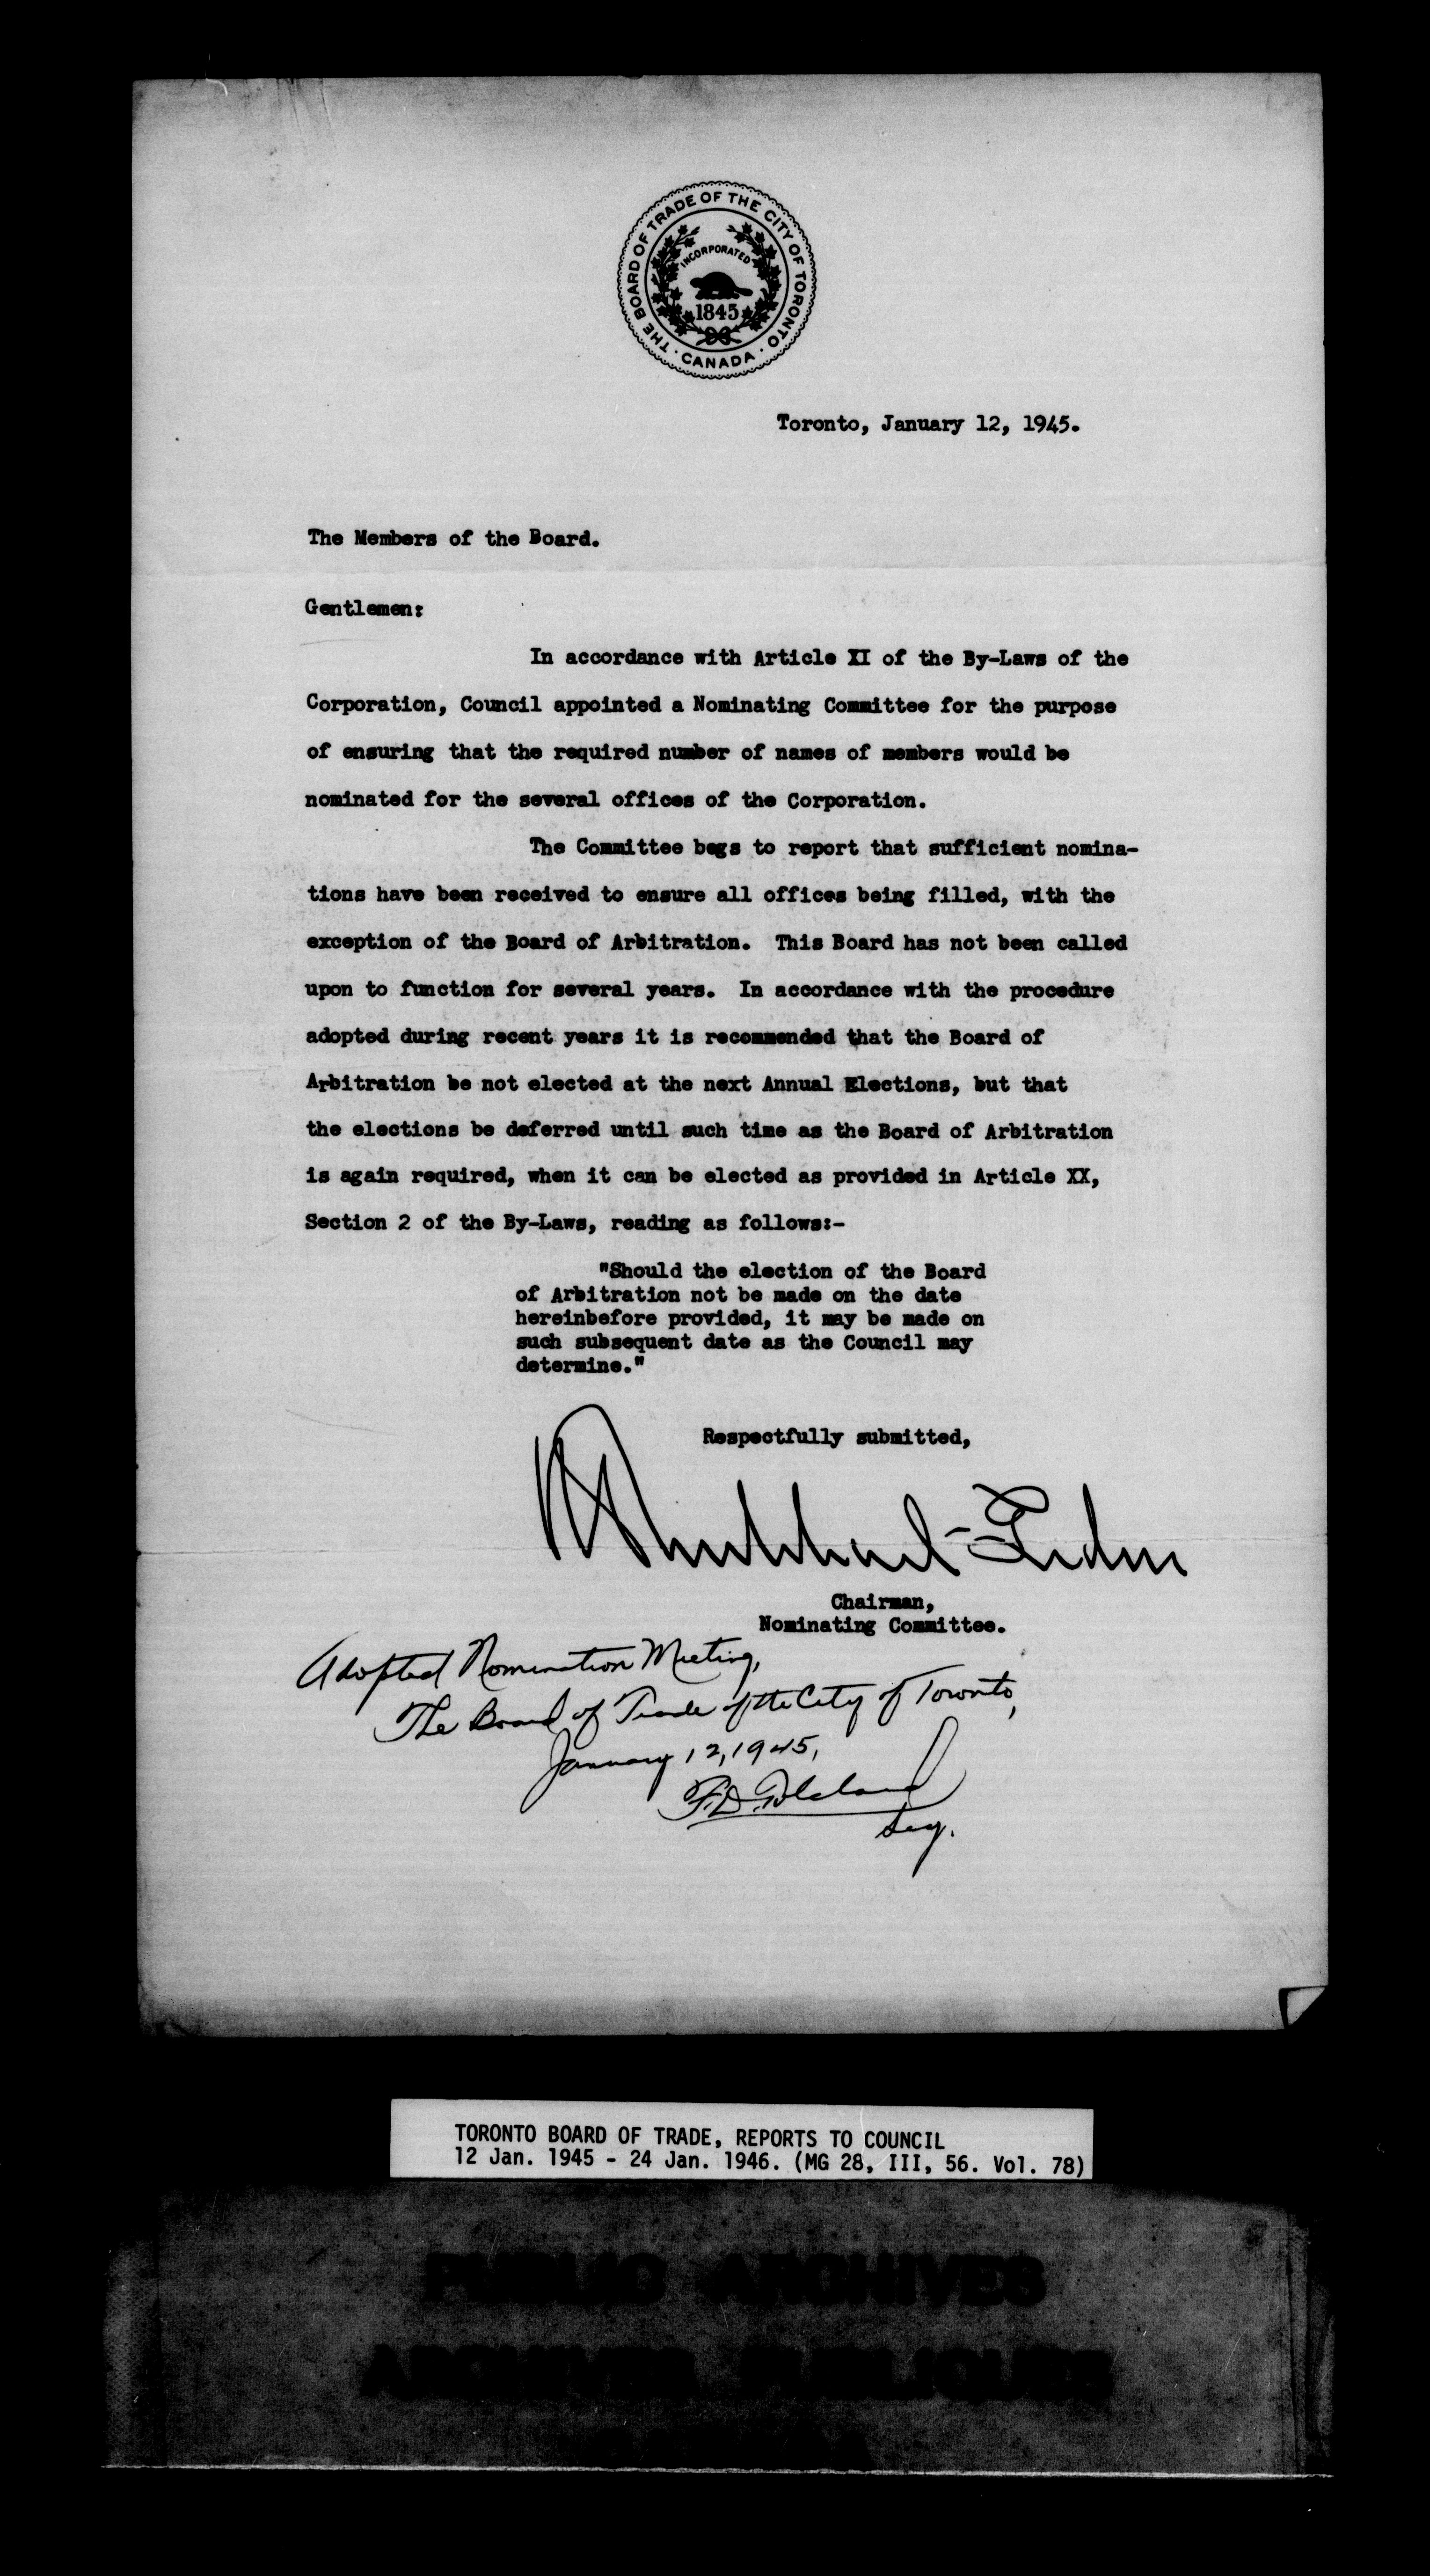 THE BOARD OF TRADE OF THE CITY OF TORONTO
· CANADA ·
INCORPORATED
1845
Toronto, January 12, 1945.
The Members of the Board.
Gentlemen:
In accordance with Article XI of the By-Laws of the
Corporation, Council appointed a Nominating Committee for the purpose
of ensuring that the required number of names of members would be
nominated for the several offices of the Corporation.
The Committee begs to report that sufficient nomina-
tions have been received to ensure all offices being filled, with the
exception of the Board of Arbitration. This Board has not been called
upon to function for several years. In accordance with the procedure
adopted during recent years it is recommended that the Board of
Arbitration be not elected at the next Annual Elections, but that
the elections be deferred until such time as the Board of Arbitration
is again required, when it can be elected as provided in Article XX,
Section 2 of the By-Laws, reading as follows:-
"Should the election of the Board
of Arbitration not be made on the date
hereinbefore provided, it may be made on
such subsequent date as the Council may
determine."
Respectfully submitted,
Chairman,
Nominating Committee.
Adopted Nomination Meeting,
The Board of Trade of the City of Toronto,
January 12, 1945,
F.D. Tolchard
Secy.
TORONTO BOARD OF TRADE, REPORTS TO COUNCIL
12 Jan. 1945 - 24 Jan. 1946. (MG 28, III, 56. Vol. 78)
PUBLIC ARCHIVES
ARCHIVES PUBLIQUES